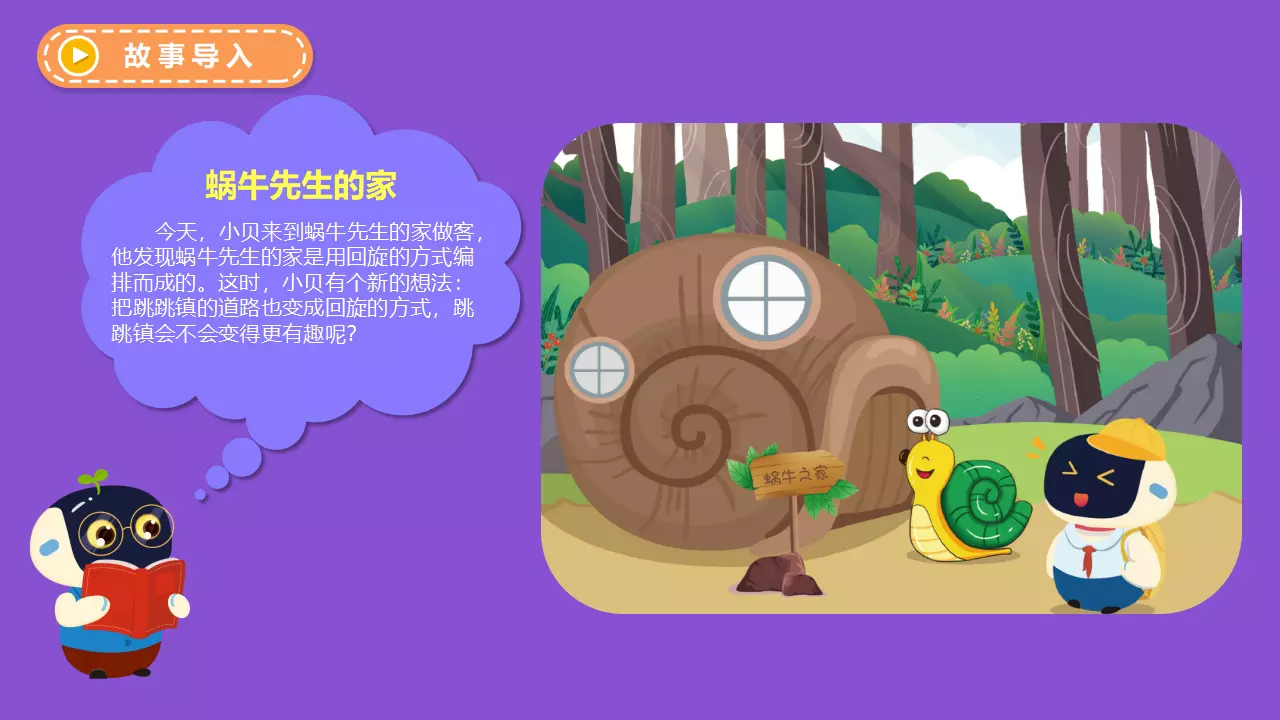 故事导入
蜗牛先生的家
今天，小贝来到蜗牛先生的家做客，
他发现蜗牛先生的家是用回旋的方式编
排而成的。这时，小贝有个新的想法：
把跳跳镇的道路也变成回旋的方式，跳
跳镇会不会变得更有趣呢？
蜗牛之家